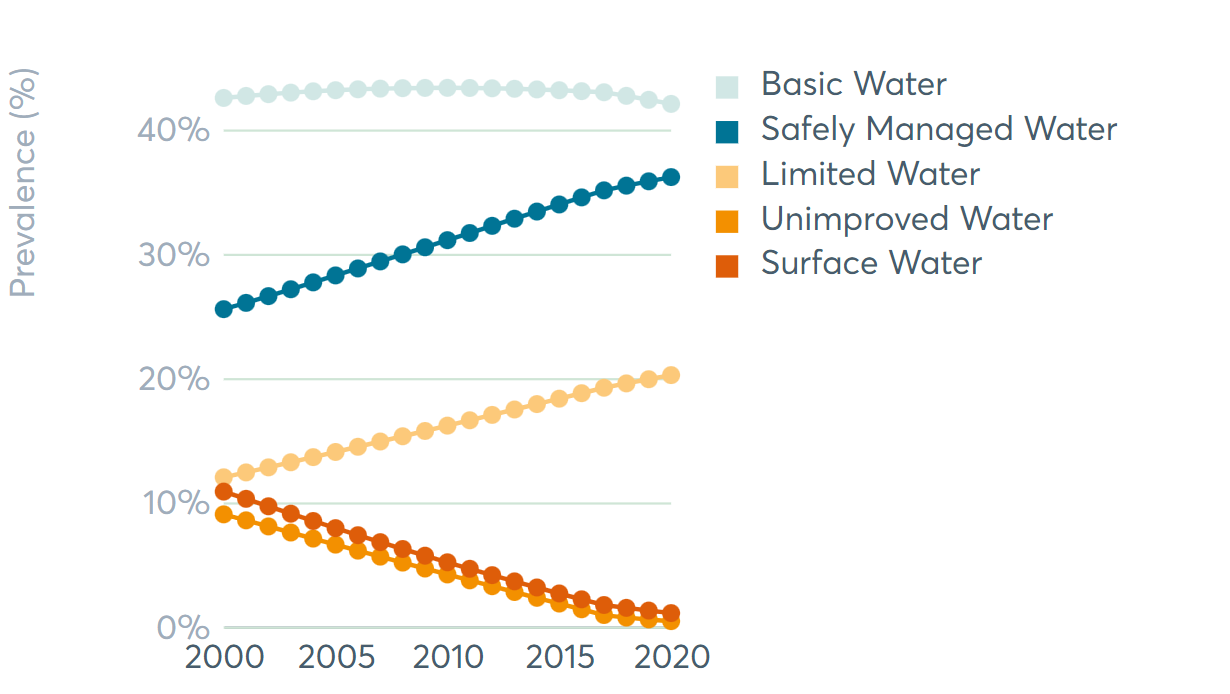 Prevalence (%)
40%
30%
20%
10%
0%
2000 2005 2010 2015 2020
Basic Water
Safely Managed Water
Limited Water
Unimproved Water
Surface Water